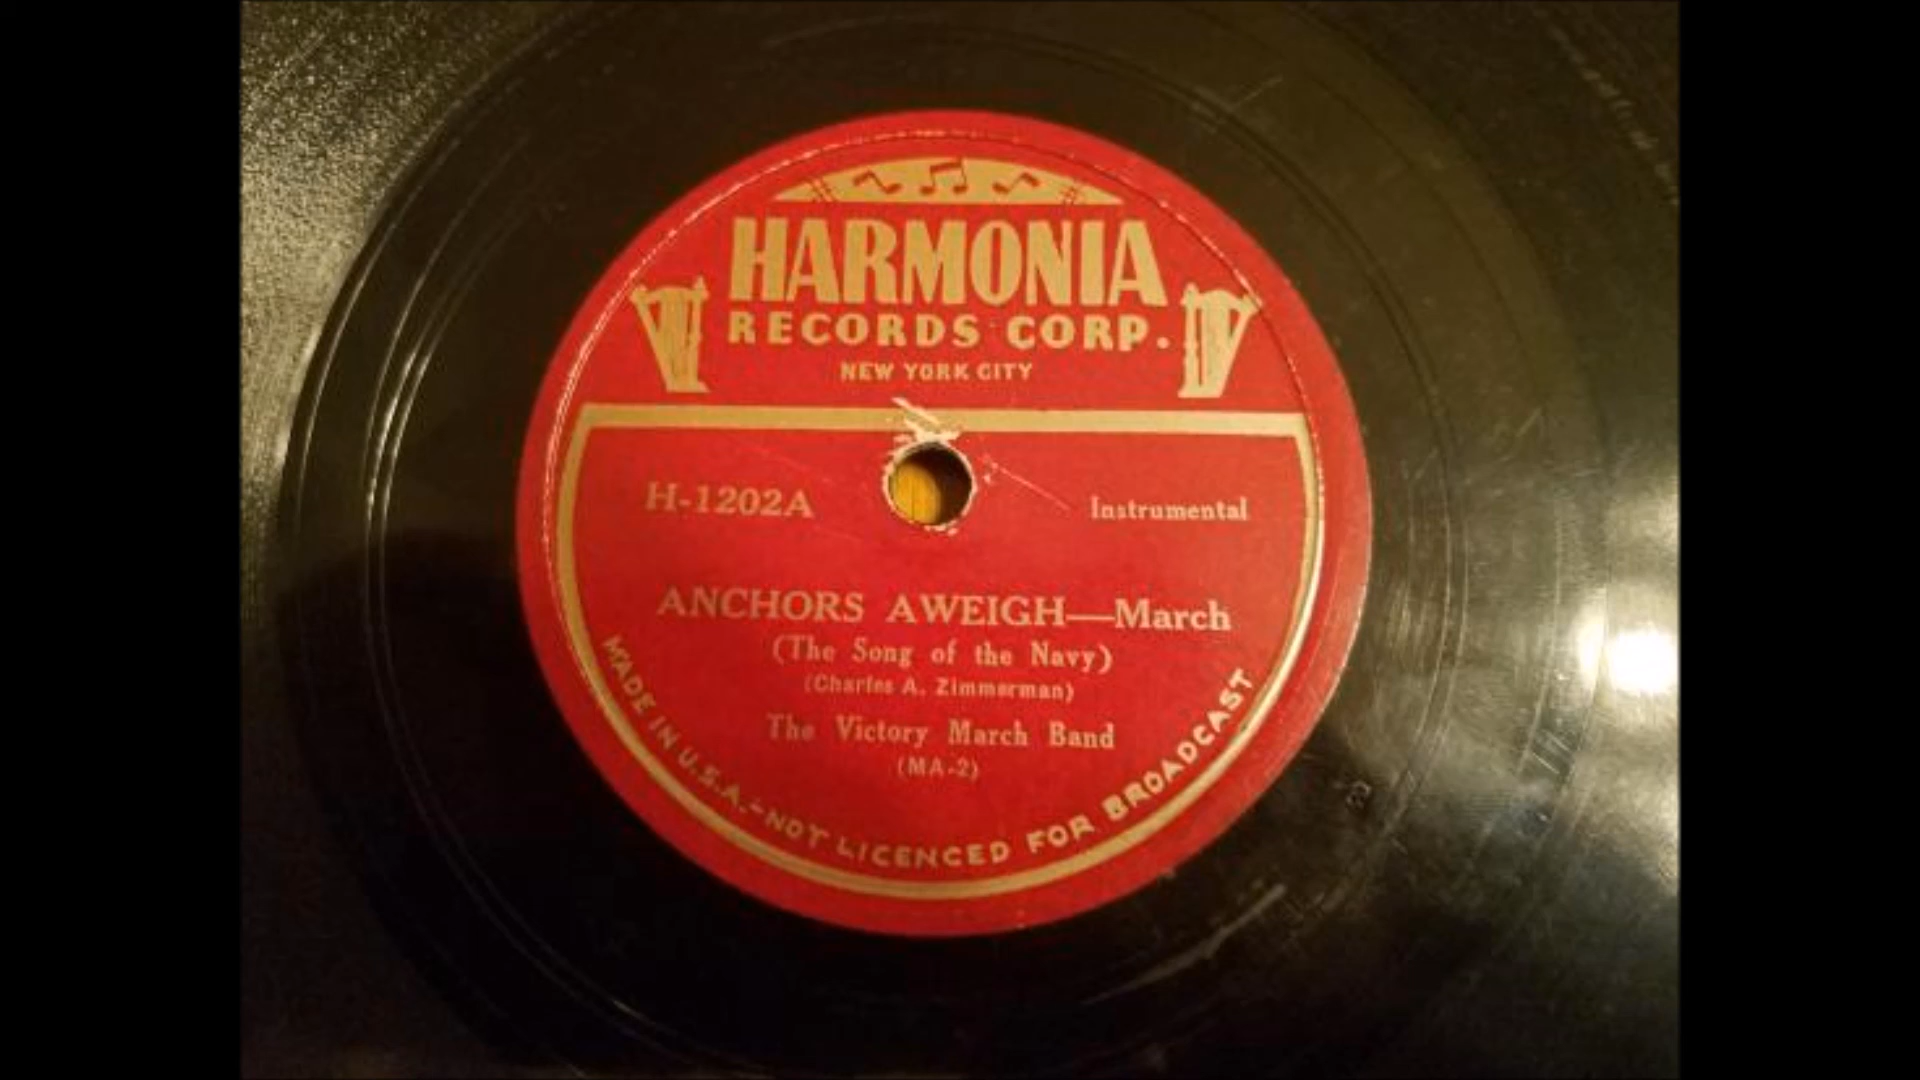 HARMONIA
RECORDS CORP.
NEW YORK CITY
H-1202A
Instrumental
ANCHORS AWEIGH—March
(The Song of the Navy)
(Charles A. Zimmerman)
The Victory March Band
(MA-2)
MADE IN U.S.A.-NOT LICENCED FOR BROADCAST